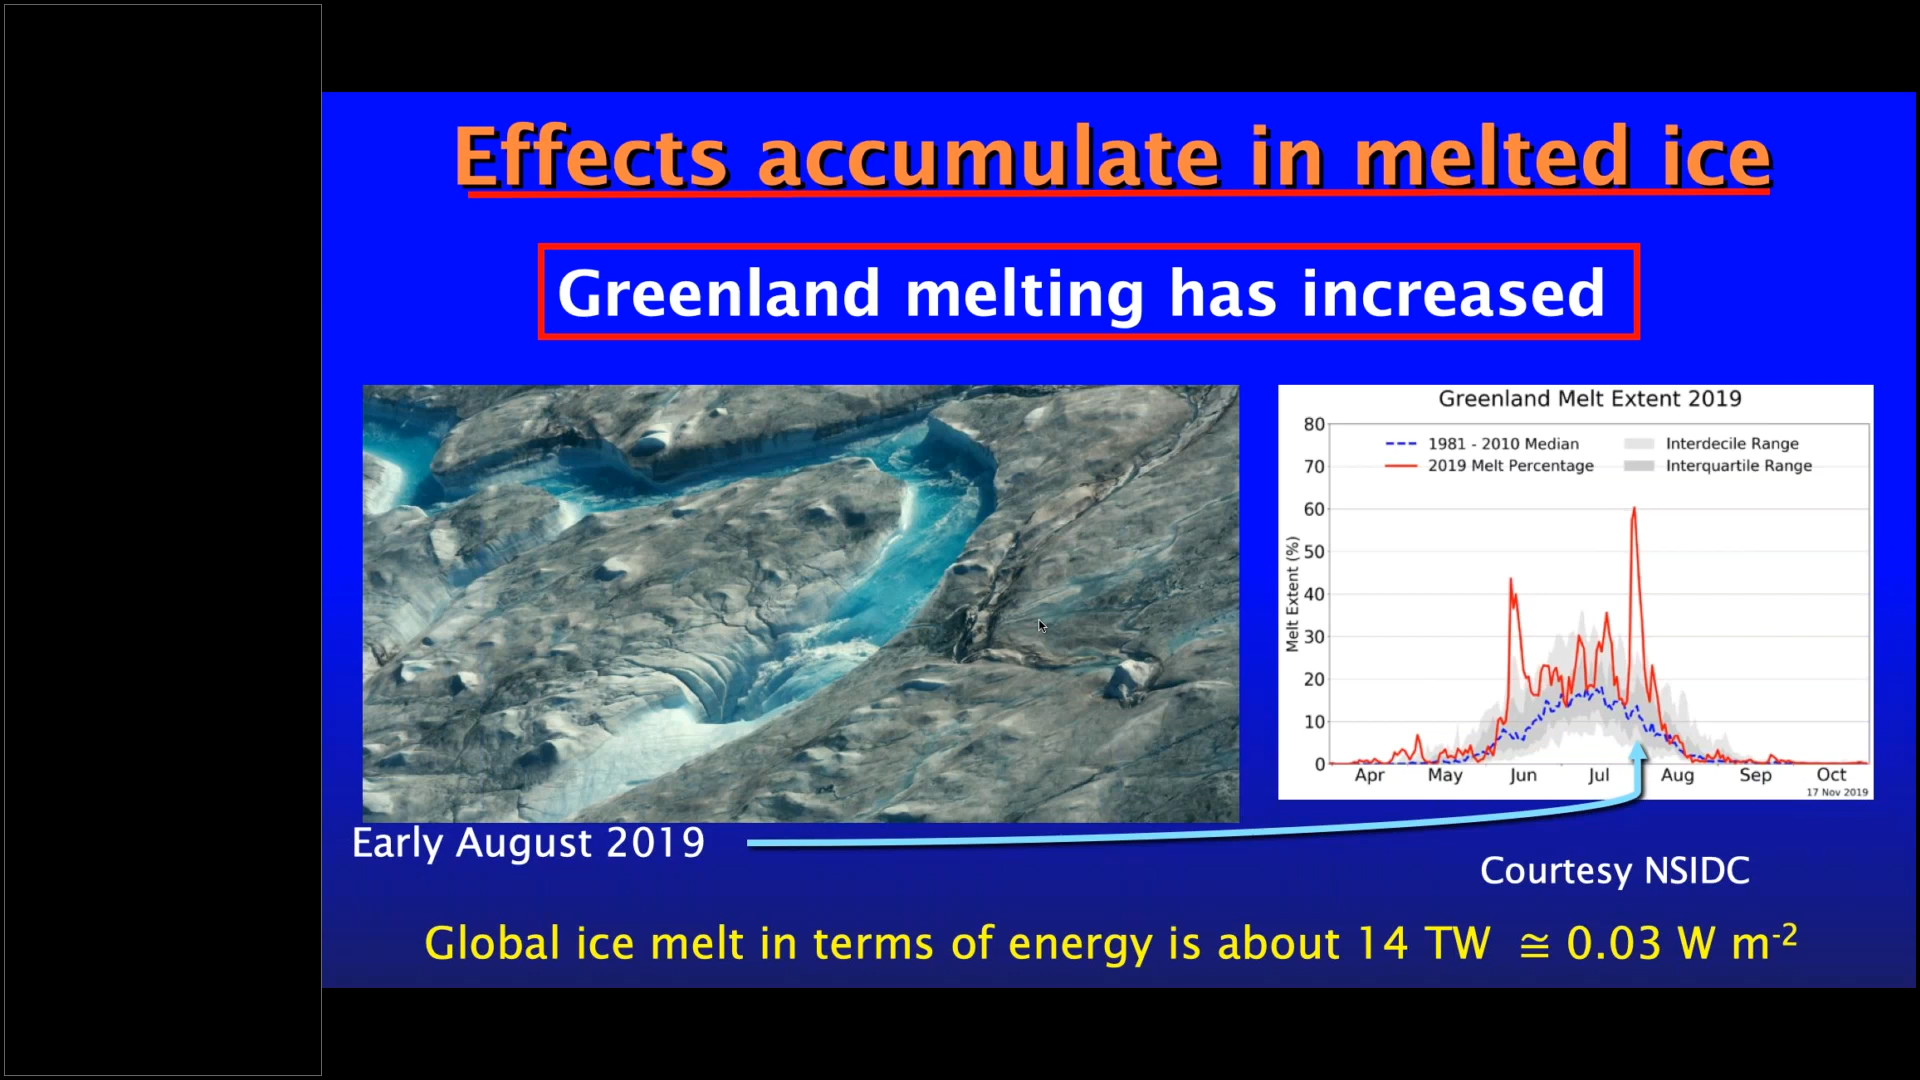 Effects accumulate in melted ice
Greenland melting has increased
Greenland Melt Extent 2019
1981 - 2010 Median
2019 Melt Percentage
Interdecile Range
Interquartile Range
Melt Extent (%)
80
70
60
50
40
30
20
10
0
Apr May Jun Jul Aug Sep Oct
17 Nov 2019
Early August 2019
Courtesy NSIDC
Global ice melt in terms of energy is about 14 TW ≅ 0.03 W m⁻²